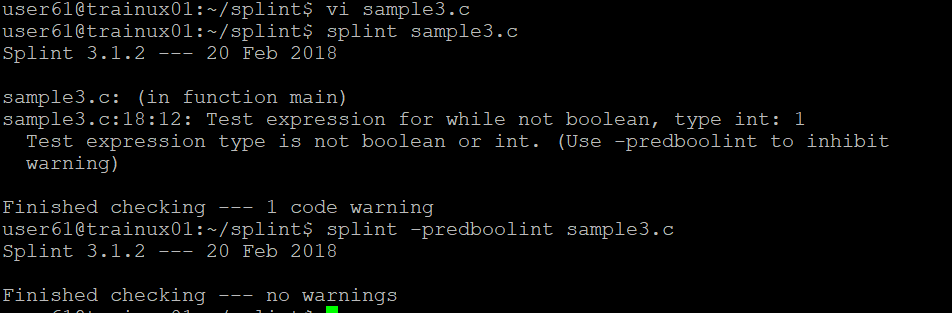 user61@trainux01:~/splint$ vi sample3.c
user61@trainux01:~/splint$ splint sample3.c
Splint 3.1.2 --- 20 Feb 2018
sample3.c: (in function main)
sample3.c:18:12: Test expression for while not boolean, type int: 1
Test expression type is not boolean or int. (Use -predboolint to inhibit
warning)
Finished checking --- 1 code warning
user61@trainux01:~/splint$ splint -predboolint sample3.c
Splint 3.1.2 --- 20 Feb 2018
Finished checking --- no warnings
user61@trainux01:~/splint$